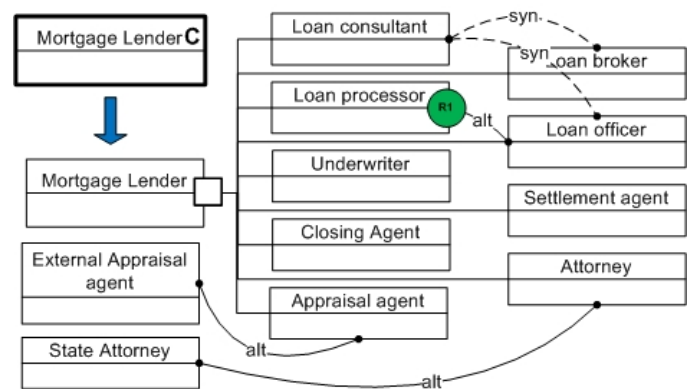 Mortgage Lender C
Loan consultant
syn
syn
oan broker
Loan processor
R1
alt
Loan officer
Mortgage Lender
Underwriter
Settlement agent
Closing Agent
External Appraisal
agent
Attorney
Appraisal agent
State Attorney
alt
alt